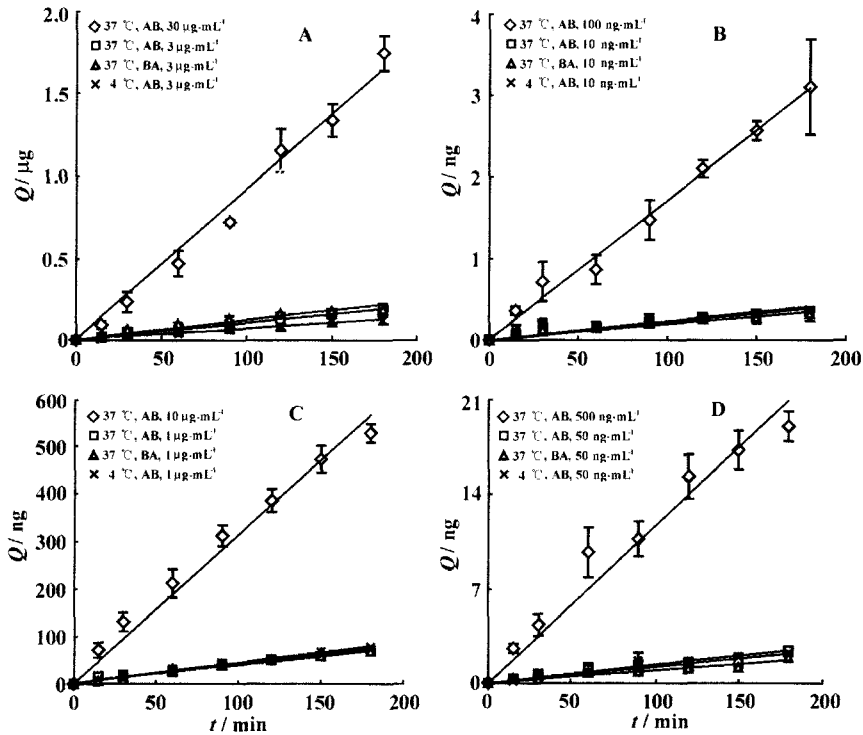 A
2.0
1.5
1.0
0.5
0
Q / μg
◇ 37 ℃, AB, 30 μg·mL-1
□ 37 ℃, AB, 3 μg·mL-1
△ 37 ℃, BA, 3 μg·mL-1
× 4 ℃, AB, 3 μg·mL-1
0 50 100 150 200
B
4
3
2
1
0
Q / ng
◇ 37 ℃, AB, 100 ng·mL-1
□ 37 ℃, AB, 10 ng·mL-1
△ 37 ℃, BA, 10 ng·mL-1
× 4 ℃, AB, 10 ng·mL-1
0 50 100 150 200
C
600
500
400
300
200
100
0
Q / ng
◇ 37 ℃, AB, 10 μg·mL-1
□ 37 ℃, AB, 1 μg·mL-1
△ 37 ℃, BA, 1 μg·mL-1
× 4 ℃, AB, 1 μg·mL-1
0 50 100 150 200
t / min
D
21
14
7
0
Q / ng
◇ 37 ℃, AB, 500 ng·mL-1
□ 37 ℃, AB, 50 ng·mL-1
△ 37 ℃, BA, 50 ng·mL-1
× 4 ℃, AB, 50 ng·mL-1
0 50 100 150 200
t / min